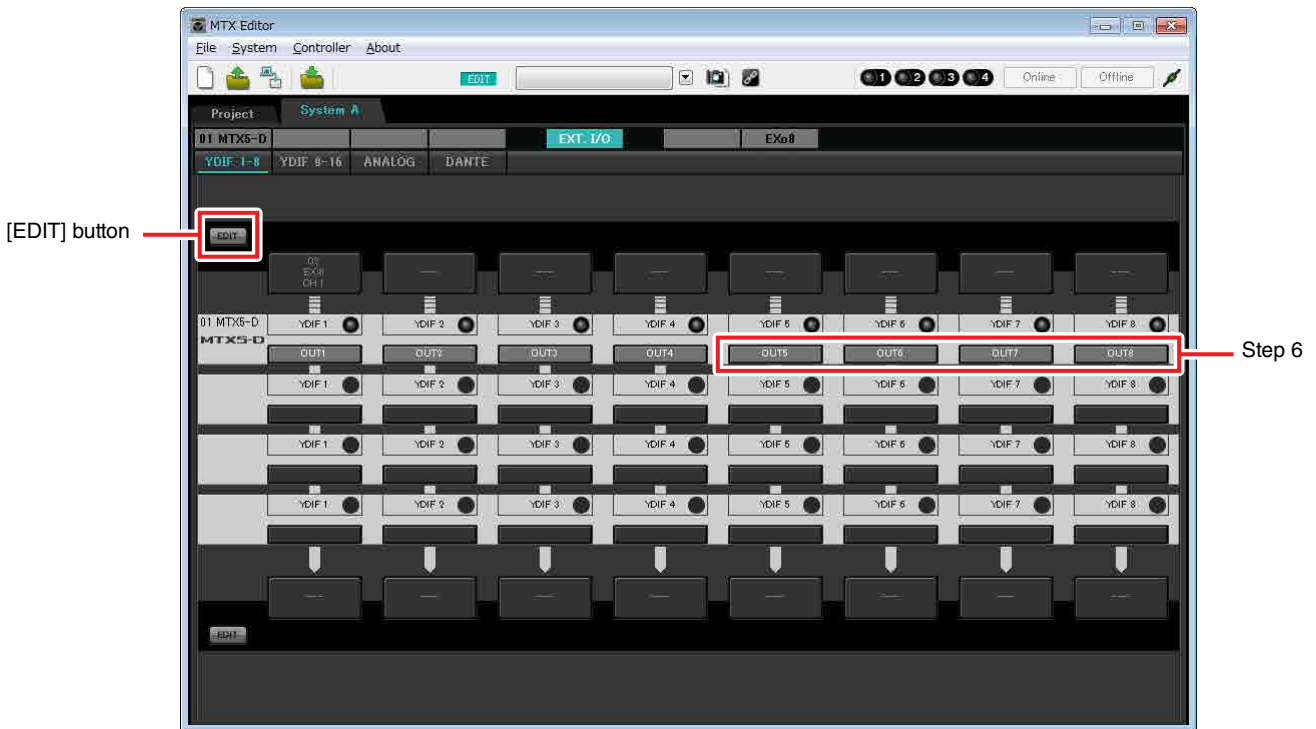 MTX Editor
File System Controller About
EDIT
1 2 3 4 Online Offline
Project System A
01 MTX5-D EXT. I/O EXo8
YDIF 1-8 YDIF 9-16 ANALOG DANTE
[EDIT] button
EDIT
02
EXi8
CH 1
--- --- --- --- --- --- ---
01 MTX5-D YDIF 1 YDIF 2 YDIF 3 YDIF 4 YDIF 5 YDIF 6 YDIF 7 YDIF 8
MTX5-D
OUT1 OUT2 OUT3 OUT4 OUT5 OUT6 OUT7 OUT8
Step 6
YDIF 1 YDIF 2 YDIF 3 YDIF 4 YDIF 5 YDIF 6 YDIF 7 YDIF 8
YDIF 1 YDIF 2 YDIF 3 YDIF 4 YDIF 5 YDIF 6 YDIF 7 YDIF 8
YDIF 1 YDIF 2 YDIF 3 YDIF 4 YDIF 5 YDIF 6 YDIF 7 YDIF 8
--- --- --- --- --- --- --- ---
EDIT